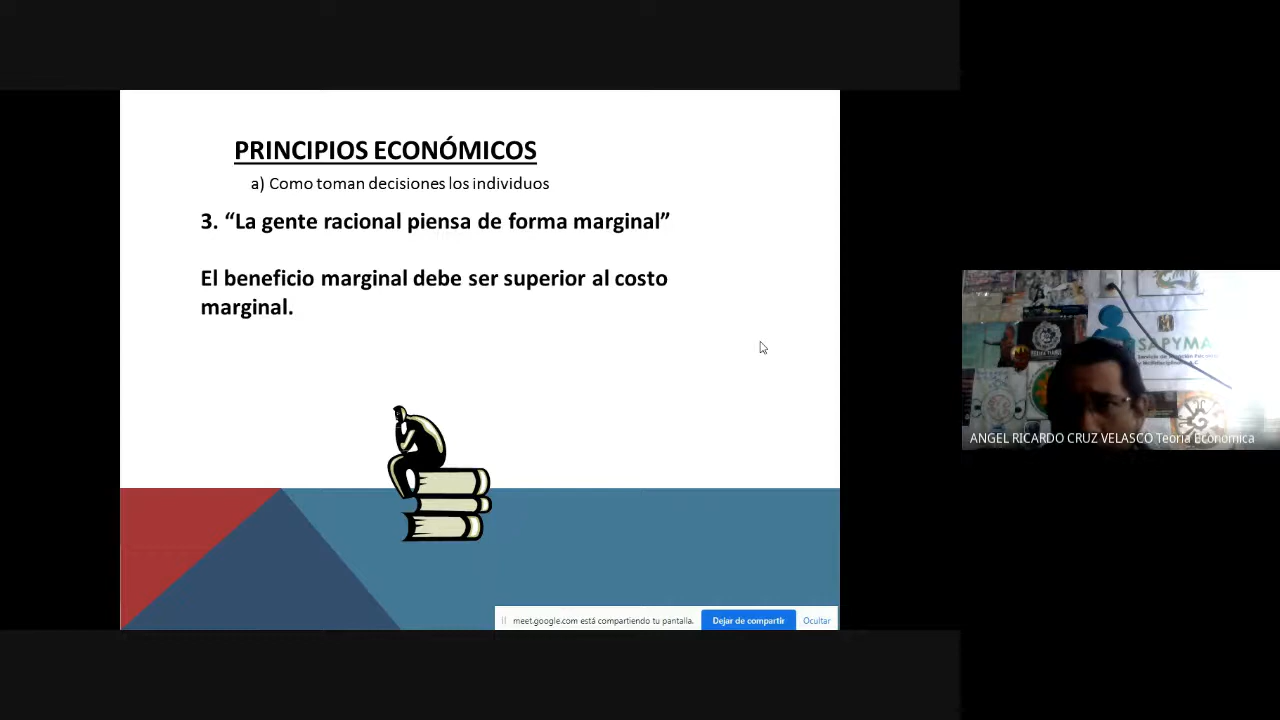 PRINCIPIOS ECONÓMICOS
a) Como toman decisiones los individuos
3. “La gente racional piensa de forma marginal”
El beneficio marginal debe ser superior al costo
marginal.
meet.google.com está compartiendo tu pantalla.
Dejar de compartir
Ocultar
SAPYMA
ANGEL RICARDO CRUZ VELASCO Teoria Economica